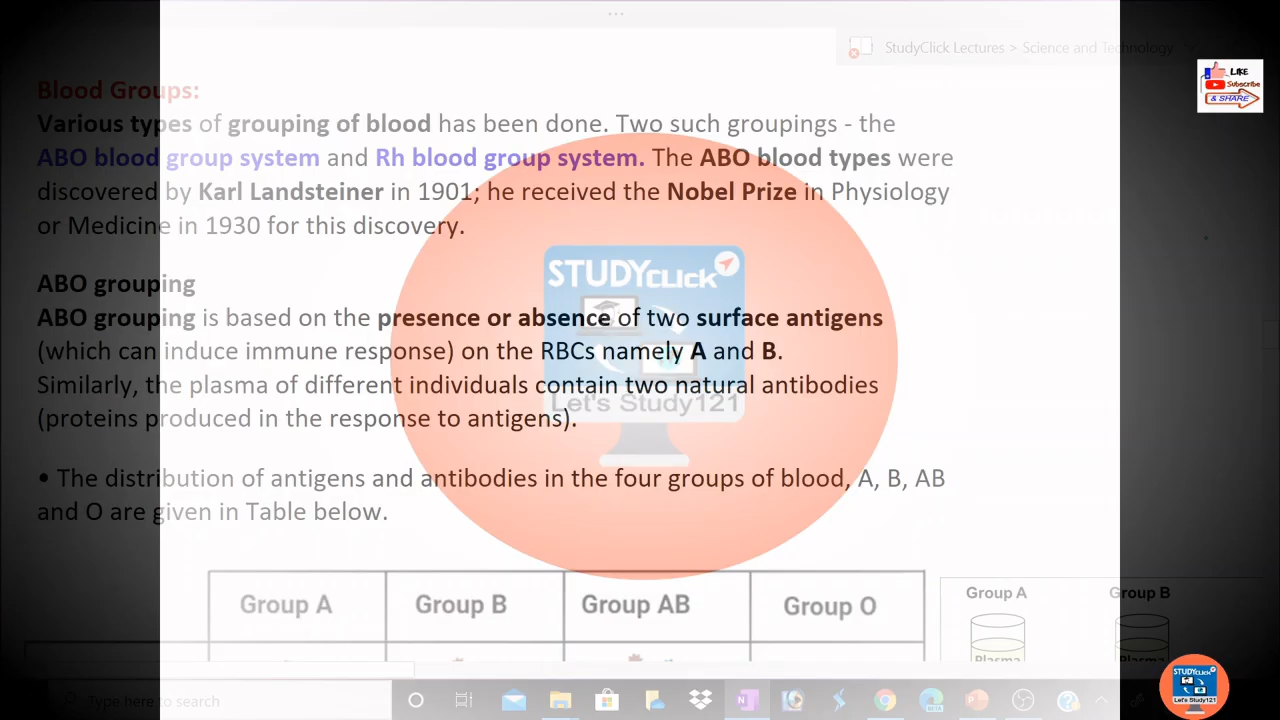 StudyClick Lectures > Science and Technology
LIKE
Subscribe
& SHARE
Blood Groups:
Various types of grouping of blood has been done. Two such groupings - the
ABO blood group system and Rh blood group system. The ABO blood types were
discovered by Karl Landsteiner in 1901; he received the Nobel Prize in Physiology
or Medicine in 1930 for this discovery.
ABO grouping
ABO grouping is based on the presence or absence of two surface antigens
(which can induce immune response) on the RBCs namely A and B.
Similarly, the plasma of different individuals contain two natural antibodies
(proteins produced in the response to antigens).
• The distribution of antigens and antibodies in the four groups of blood, A, B, AB
and O are given in Table below.
STUDYCLICK
Let's Study121
Group A Group B Group AB Group O
Group A Group B
Plasma Plasma
Type here to search
STUDYCLICK
Let's Study121